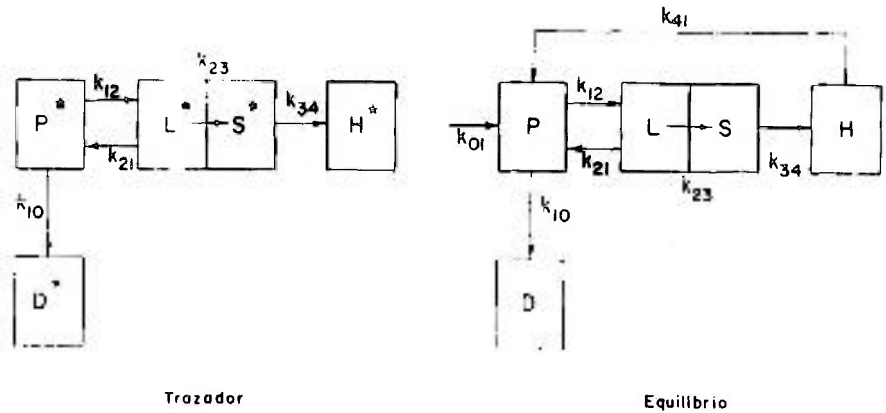 k41
k23
k12
k34
k12
P* L* S* H*
P L S H
k01
k21
k21
k34
k23
k10
k10
D*
D
Trazador
Equilibrio